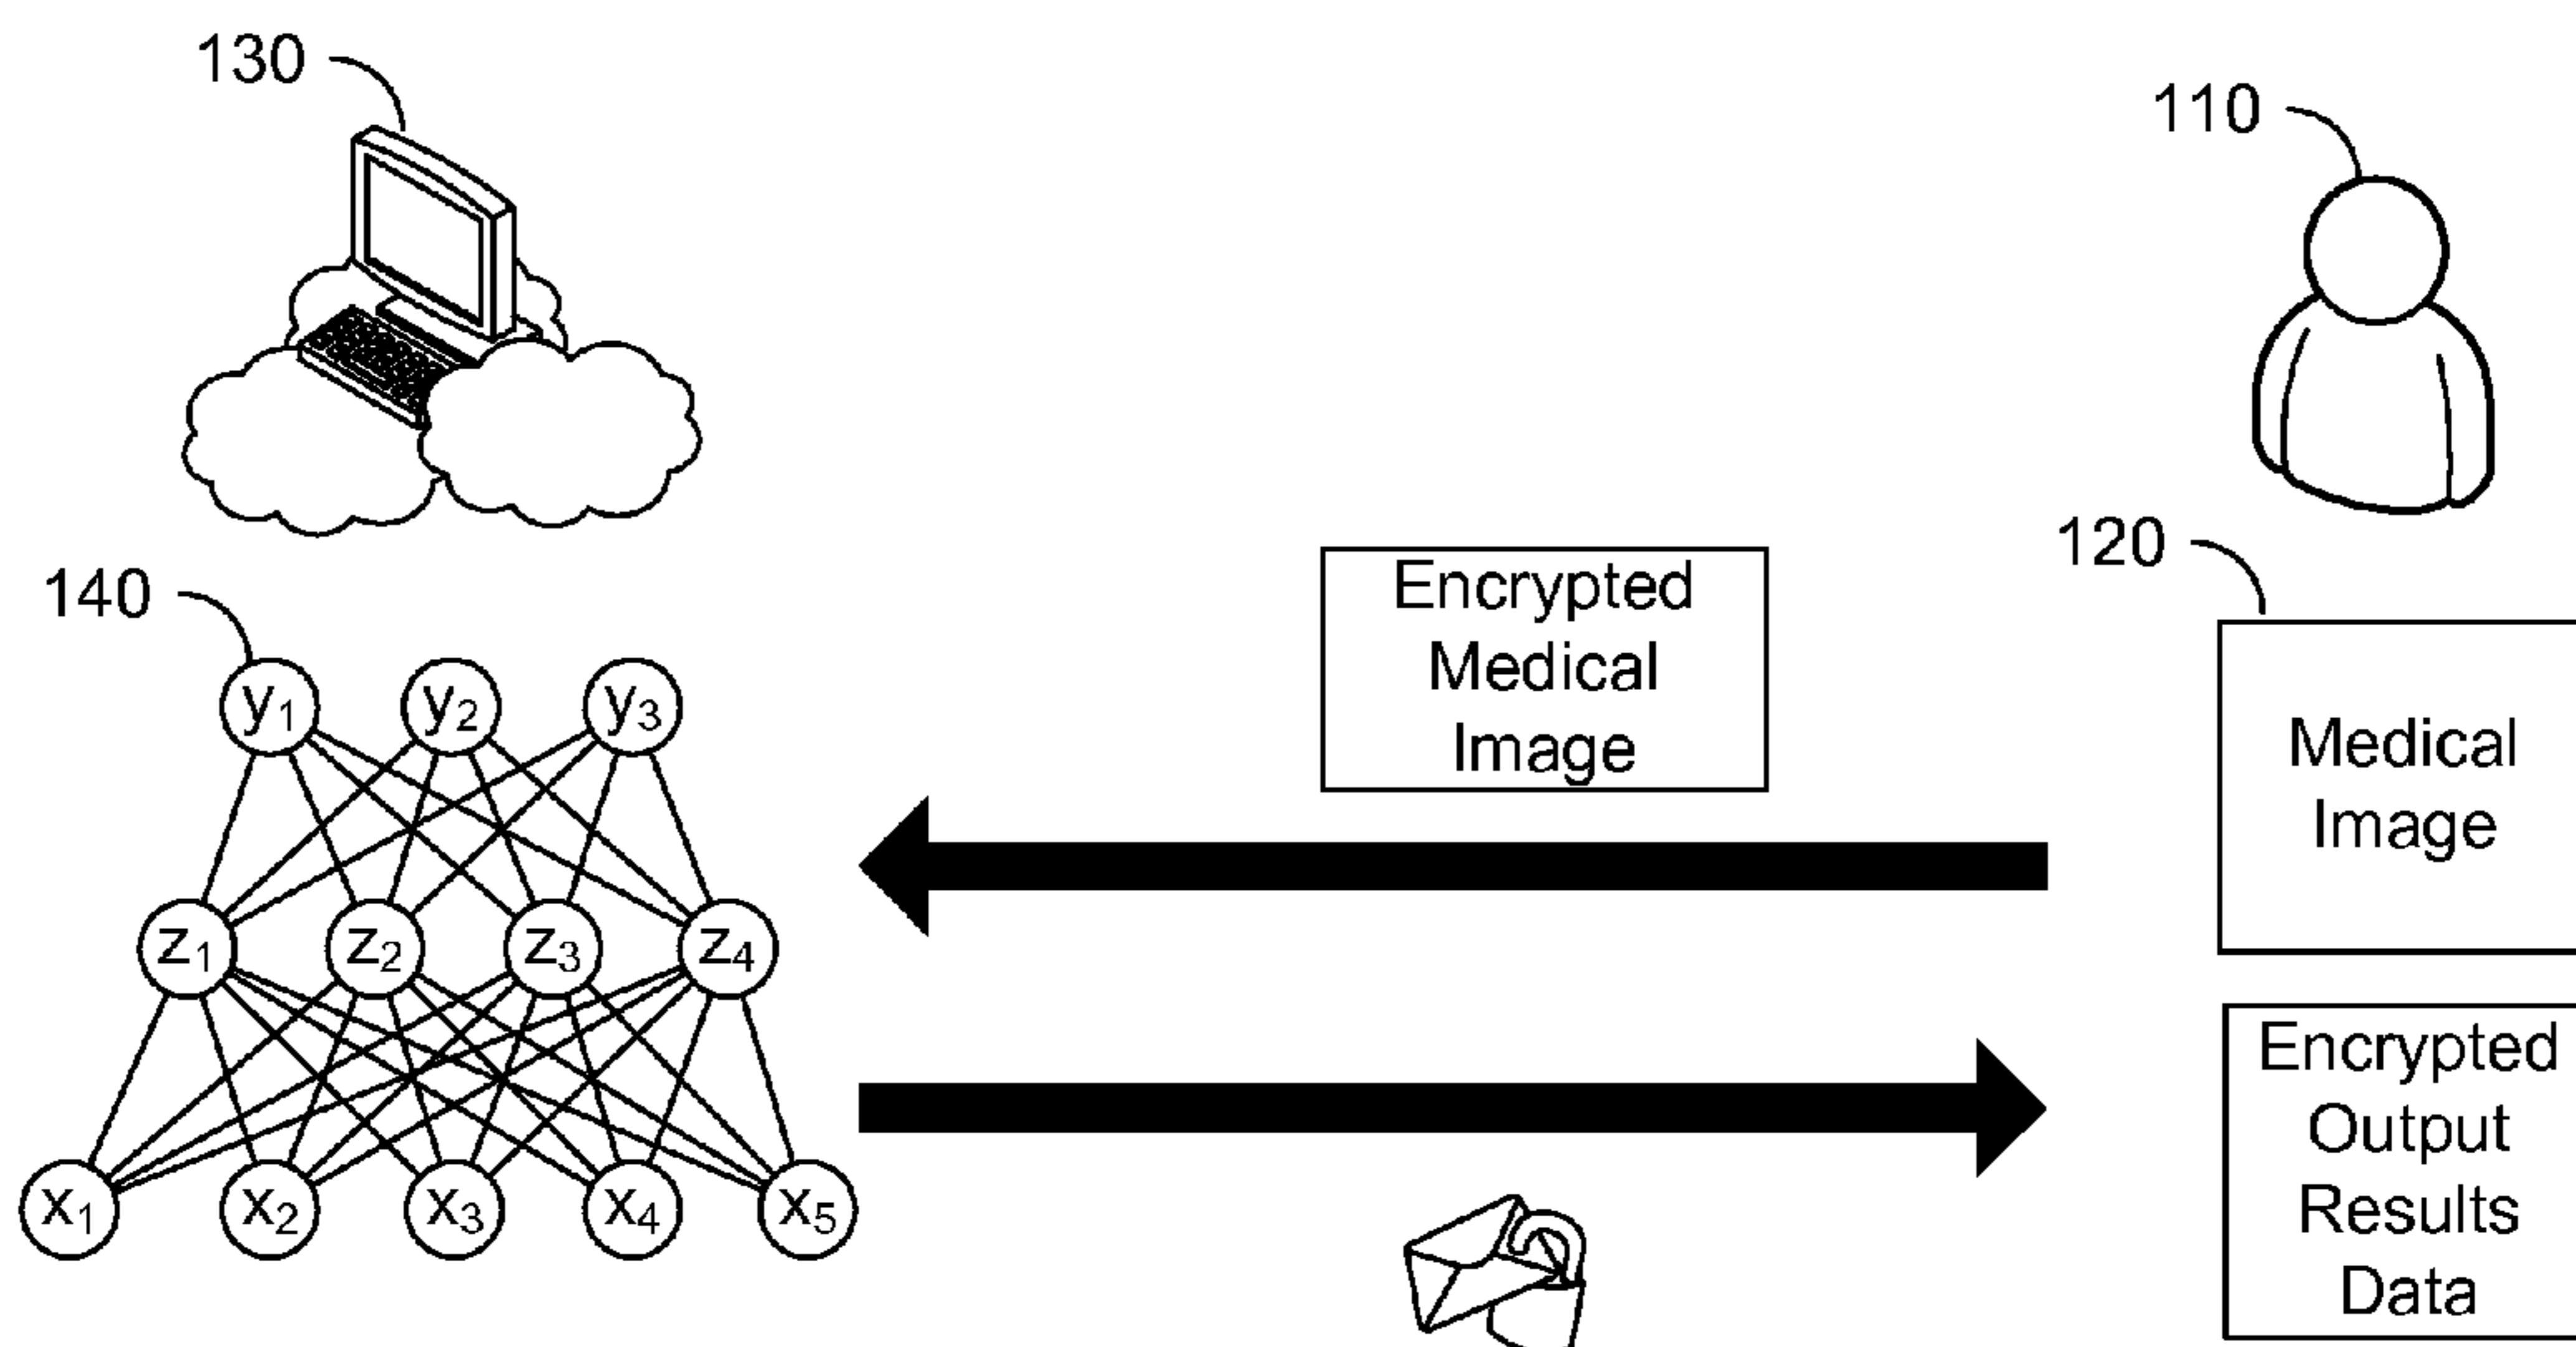 130
110
120
140
Encrypted
Medical
Image
Medical
Image
y1 y2 y3
z1 z2 z3 z4
x1 x2 x3 x4 x5
Encrypted
Output
Results
Data